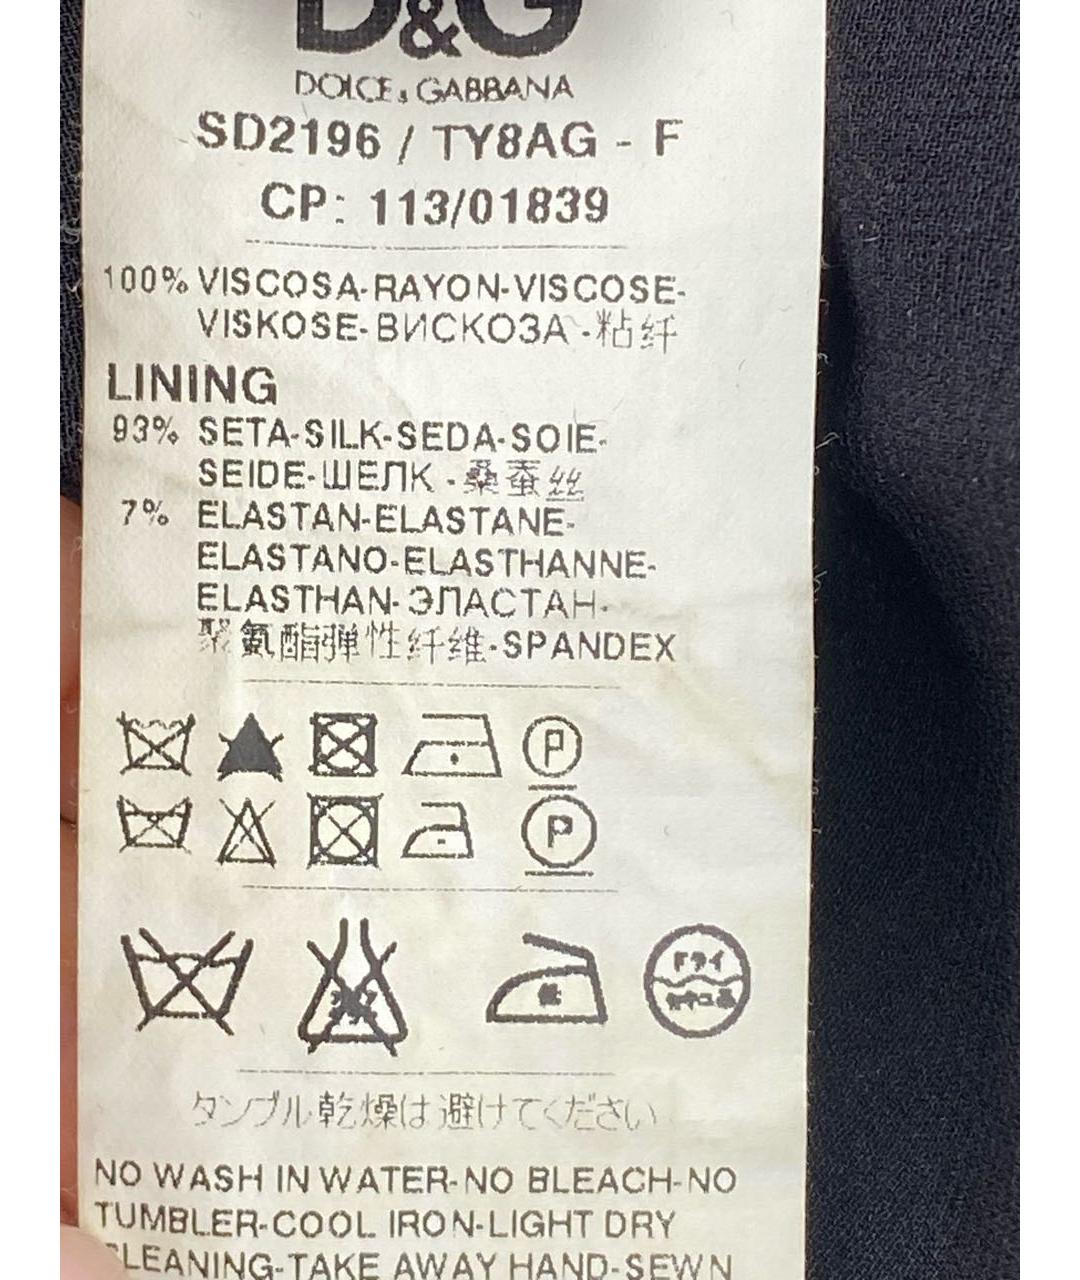 D&G
DOLCE & GABBANA
SD2196 / TY8AG - F
CP: 113/01839
100% VISCOSA-RAYON-VISCOSE-
VISKOSE-ВИСКОЗА -粘纤
LINING
93% SETA-SILK-SEDA-SOIE-
SEIDE-ШЕЛК -桑蚕丝
7% ELASTAN-ELASTANE-
ELASTANO-ELASTHANNE-
ELASTHAN-ЭЛАСТАН-
聚氨酯弹性纤维-SPANDEX
P
P
低 ドライ
タンブル乾燥は避けてください
NO WASH IN WATER-NO BLEACH-NO
TUMBLER-COOL IRON-LIGHT DRY
CLEANING-TAKE AWAY HAND-SEWN